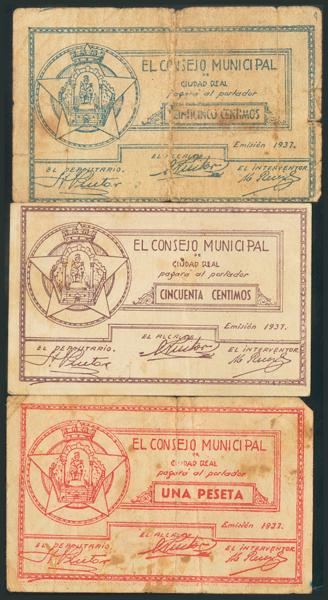 EL CONSEJO MUNICIPAL
DE
CIUDAD REAL
pagará al portador
CINCO CENTIMOS
Emisión 1937.
EL DEPOSITARIO. EL ALCALDE EL INTERVENTOR
EL CONSEJO MUNICIPAL
DE
CIUDAD REAL
pagará al portador
CINCUENTA CENTIMOS
Emisión 1937.
EL DEPOSITARIO. EL ALCALDE EL INTERVENTOR
EL CONSEJO MUNICIPAL
DE
CIUDAD REAL
pagará al portador
UNA PESETA
Emisión 1937.
EL DEPOSITARIO. EL ALCALDE EL INTERVENTOR